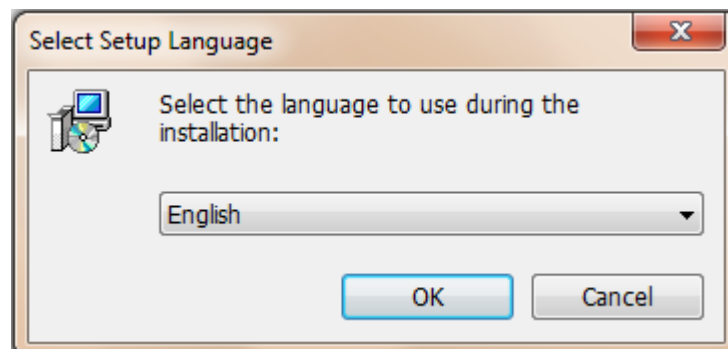 Select Setup Language
Select the language to use during the
installation:
English
OK
Cancel